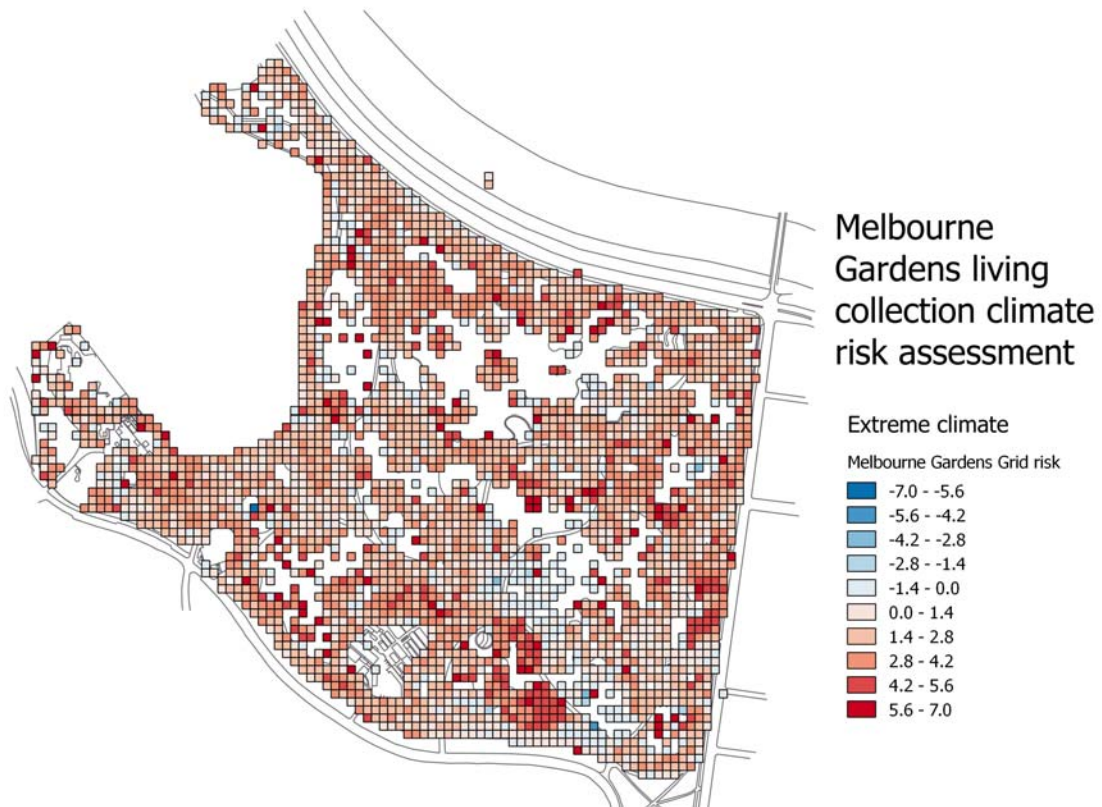 Melbourne
Gardens living
collection climate
risk assessment
Extreme climate
Melbourne Gardens Grid risk
-7.0 - -5.6
-5.6 - -4.2
-4.2 - -2.8
-2.8 - -1.4
-1.4 - 0.0
0.0 - 1.4
1.4 - 2.8
2.8 - 4.2
4.2 - 5.6
5.6 - 7.0